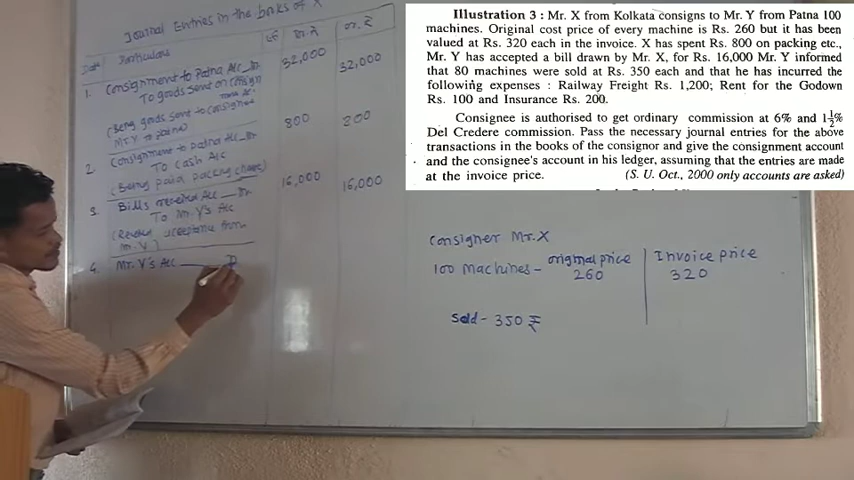 Journal Entries in the books of X
Date
Particulars
LF
Dr. ₹
Cr. ₹
1. Consignment to Patna A/c_Dr
32,000
To goods sent on consign
32,000
(Being goods sent to consignee
Mr. Y to patna)
2. Consignment to Patna A/c_Dr
800
To Cash A/c
800
(Being paid packing charges)
3. Bills A/c _ Dr
16,000
To Mr. Y's A/c
16,000
acceptance from
Mr. Y)
4. Mr. Y's A/c ___ D
Illustration 3 : Mr. X from Kolkata consigns to Mr. Y from Patna 100
machines. Original cost price of every machine is Rs. 260 but it has been
valued at Rs. 320 each in the invoice. X has spent Rs. 800 on packing etc.,
Mr. Y has accepted a bill drawn by Mr. X, for Rs. 16,000 Mr. Y informed
that 80 machines were sold at Rs. 350 each and that he has incurred the
following expenses : Railway Freight Rs. 1,200; Rent for the Godown
Rs. 100 and Insurance Rs. 200.
Consignee is authorised to get ordinary commission at 6% and 1½%
Del Credere commission. Pass the necessary journal entries for the above
transactions in the books of the consignor and give the consignment account
and the consignee's account in his ledger, assuming that the entries are made
at the invoice price. (S. U. Oct., 2000 only accounts are asked)
Consigner Mr. X
100 Machines - original price
Invoice price
260
320
Sold - 350 ₹